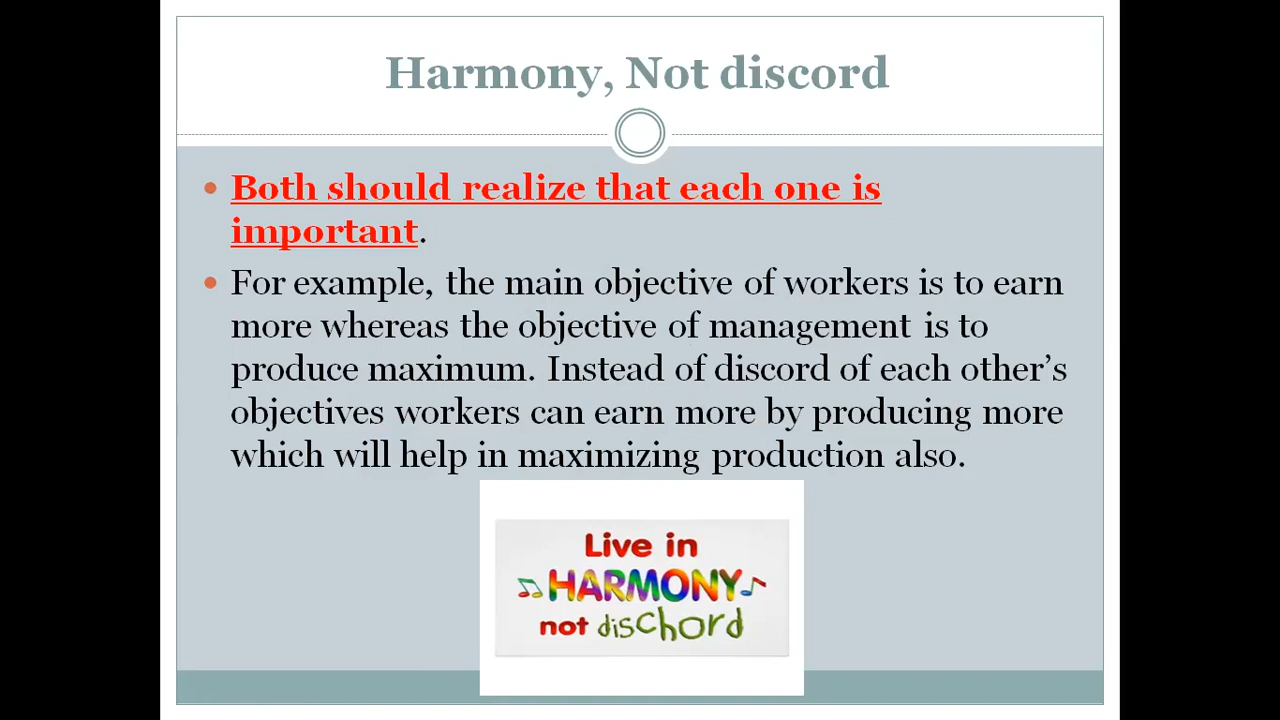 Harmony, Not discord
Both should realize that each one is
important.
For example, the main objective of workers is to earn
more whereas the objective of management is to
produce maximum. Instead of discord of each other’s
objectives workers can earn more by producing more
which will help in maximizing production also.
Live in
HARMONY
not disChord